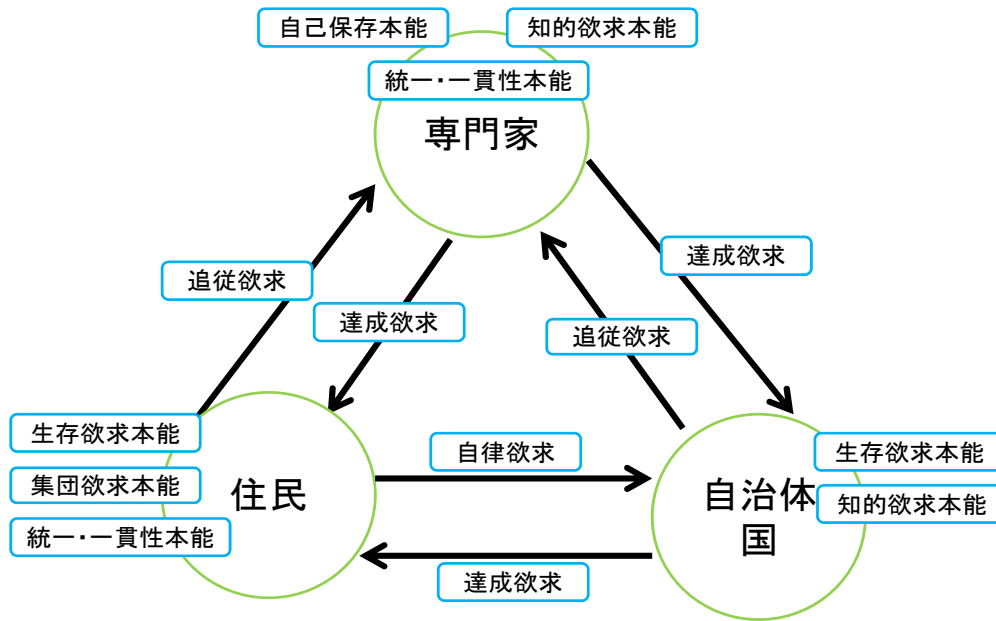 自己保存本能
知的欲求本能
統一・一貫性本能
専門家
追従欲求
達成欲求
達成欲求
追従欲求
生存欲求本能
集団欲求本能
統一・一貫性本能
住民
自律欲求
達成欲求
自治体
国
生存欲求本能
知的欲求本能